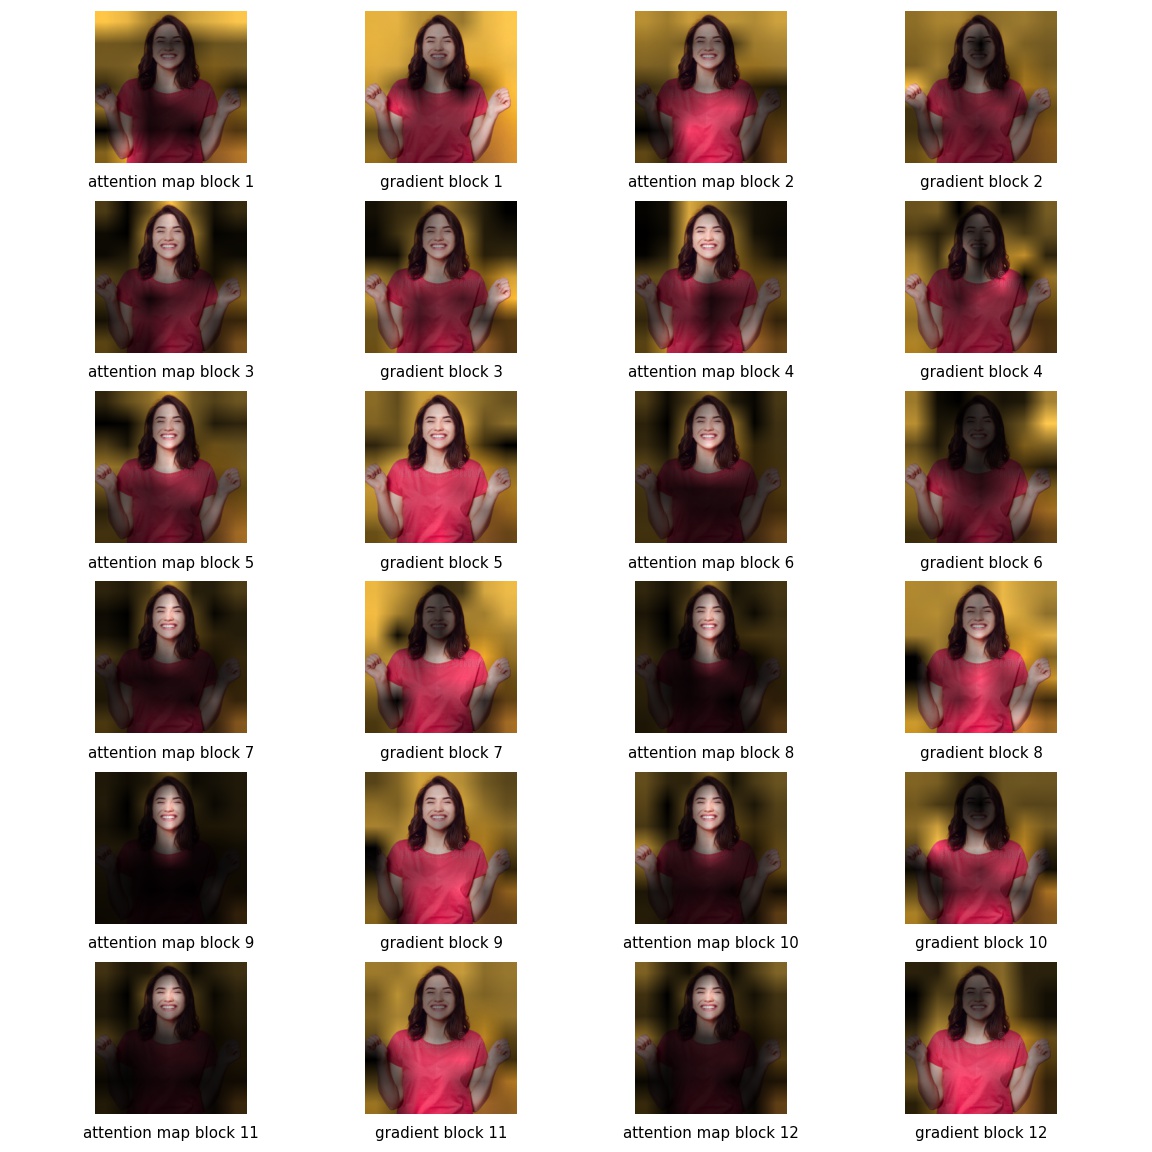 attention map block 1
gradient block 1
attention map block 2
gradient block 2
attention map block 3
gradient block 3
attention map block 4
gradient block 4
attention map block 5
gradient block 5
attention map block 6
gradient block 6
attention map block 7
gradient block 7
attention map block 8
gradient block 8
attention map block 9
gradient block 9
attention map block 10
gradient block 10
attention map block 11
gradient block 11
attention map block 12
gradient block 12